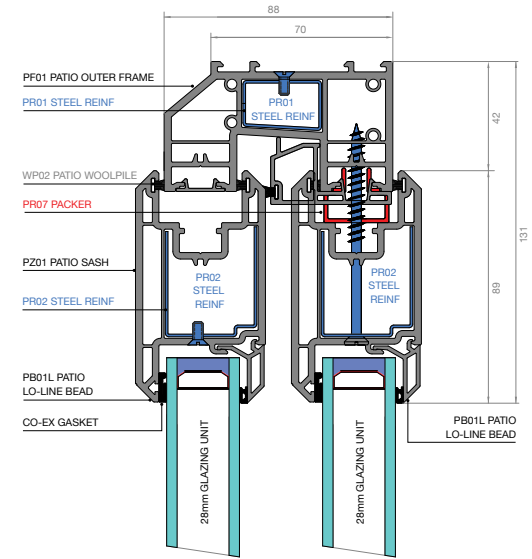 88
70
PF01 PATIO OUTER FRAME
PR01 STEEL REINF
PR01
STEEL REINF
42
WP02 PATIO WOOLPILE
PR07 PACKER
131
PZ01 PATIO SASH
PR02 STEEL REINF
PR02
STEEL
REINF
PR02
STEEL
REINF
89
PB01L PATIO
LO-LINE BEAD
CO-EX GASKET
PB01L PATIO
LO-LINE BEAD
28mm GLAZING UNIT
28mm GLAZING UNIT